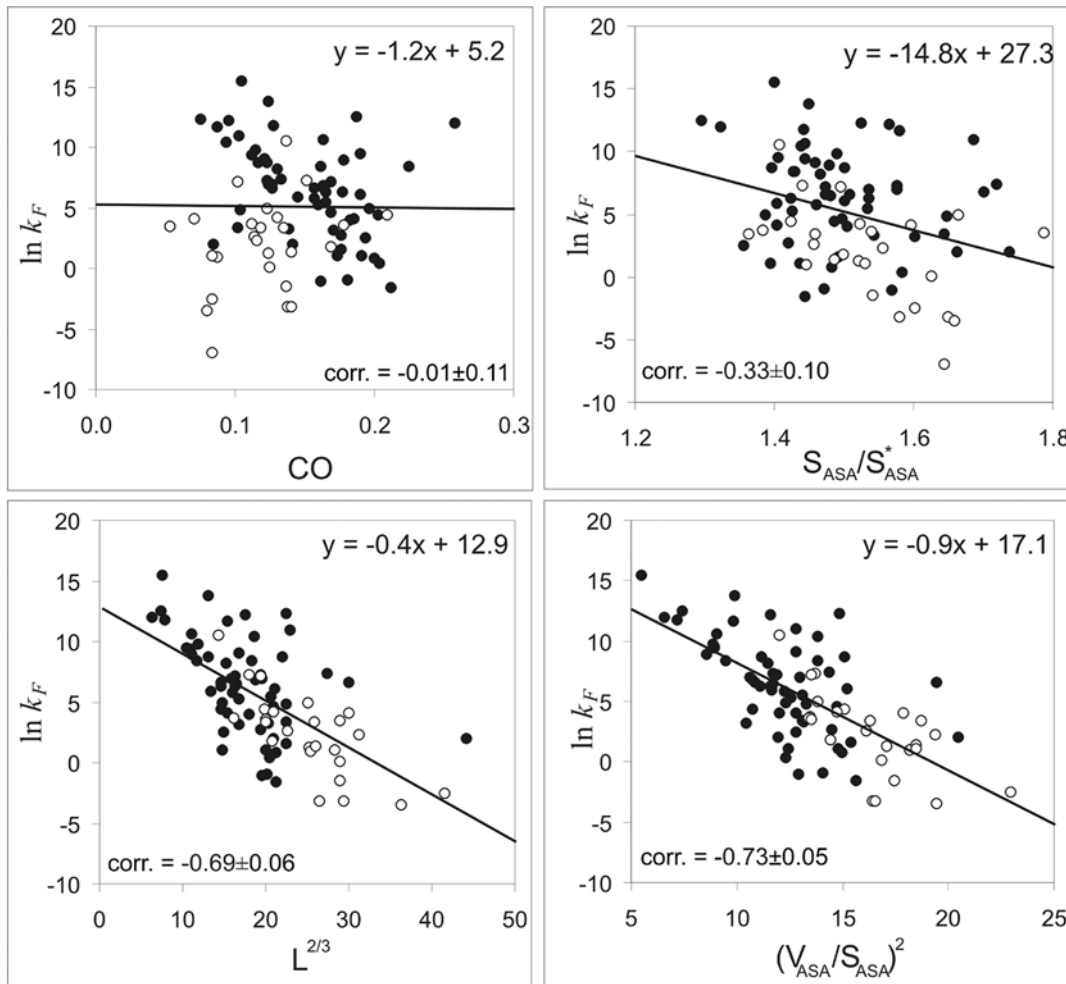 20
15
10
5
0
-5
-10
ln k_F
y = -1.2x + 5.2
corr. = -0.01±0.11
0.0 0.1 0.2 0.3
CO
20
15
10
5
0
-5
-10
ln k_F
y = -14.8x + 27.3
corr. = -0.33±0.10
1.2 1.4 1.6 1.8
S_ASA/S*_ASA
20
15
10
5
0
-5
-10
ln k_F
y = -0.4x + 12.9
corr. = -0.69±0.06
0 10 20 30 40 50
L^2/3
20
15
10
5
0
-5
-10
ln k_F
y = -0.9x + 17.1
corr. = -0.73±0.05
5 10 15 20 25
(V_ASA/S_ASA)^2